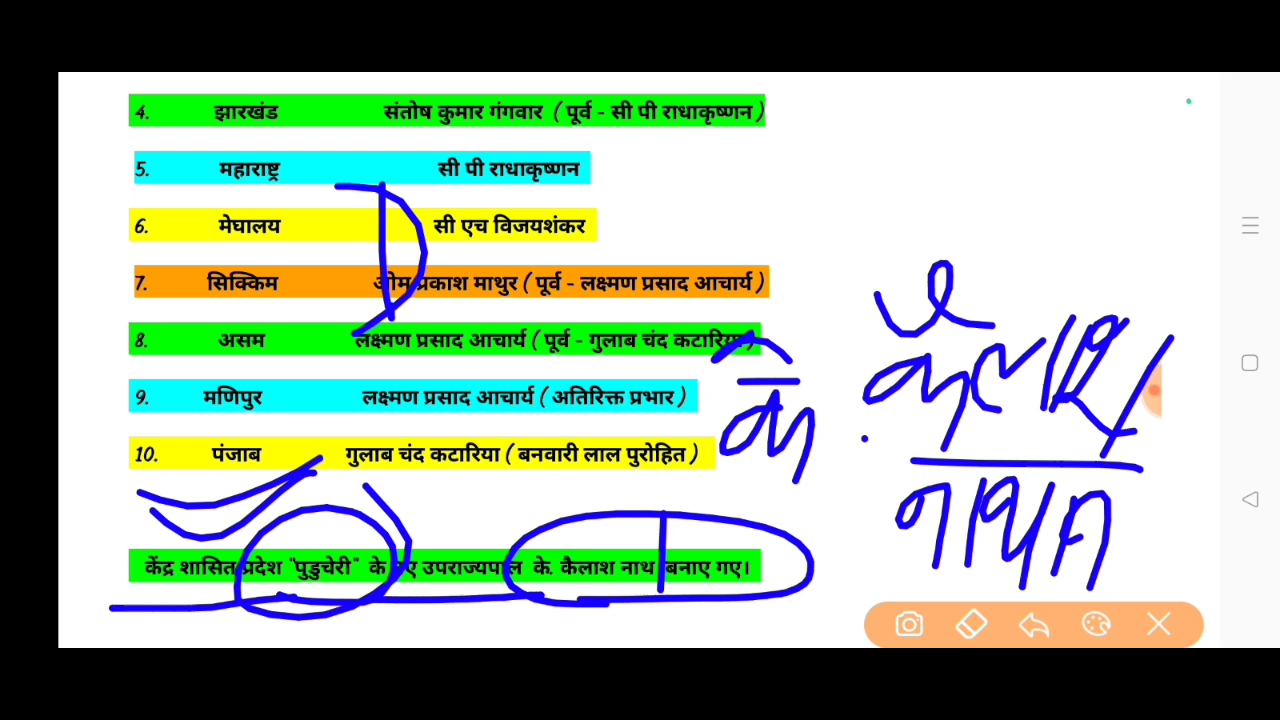 4. झारखंड संतोष कुमार गंगवार ( पूर्व - सी पी राधाकृष्णन )
5. महाराष्ट्र सी पी राधाकृष्णन
6. मेघालय सी एच विजयशंकर
7. सिक्किम ओम प्रकाश माथुर ( पूर्व - लक्ष्मण प्रसाद आचार्य )
8. असम लक्ष्मण प्रसाद आचार्य ( पूर्व - गुलाब चंद कटारिया )
9. मणिपुर लक्ष्मण प्रसाद आचार्य ( अतिरिक्त प्रभार )
10. पंजाब गुलाब चंद कटारिया ( बनवारी लाल पुरोहित )
केंद्र शासित प्रदेश "पुडुचेरी" के उपराज्यपाल के. कैलाश नाथ बनाए गए।